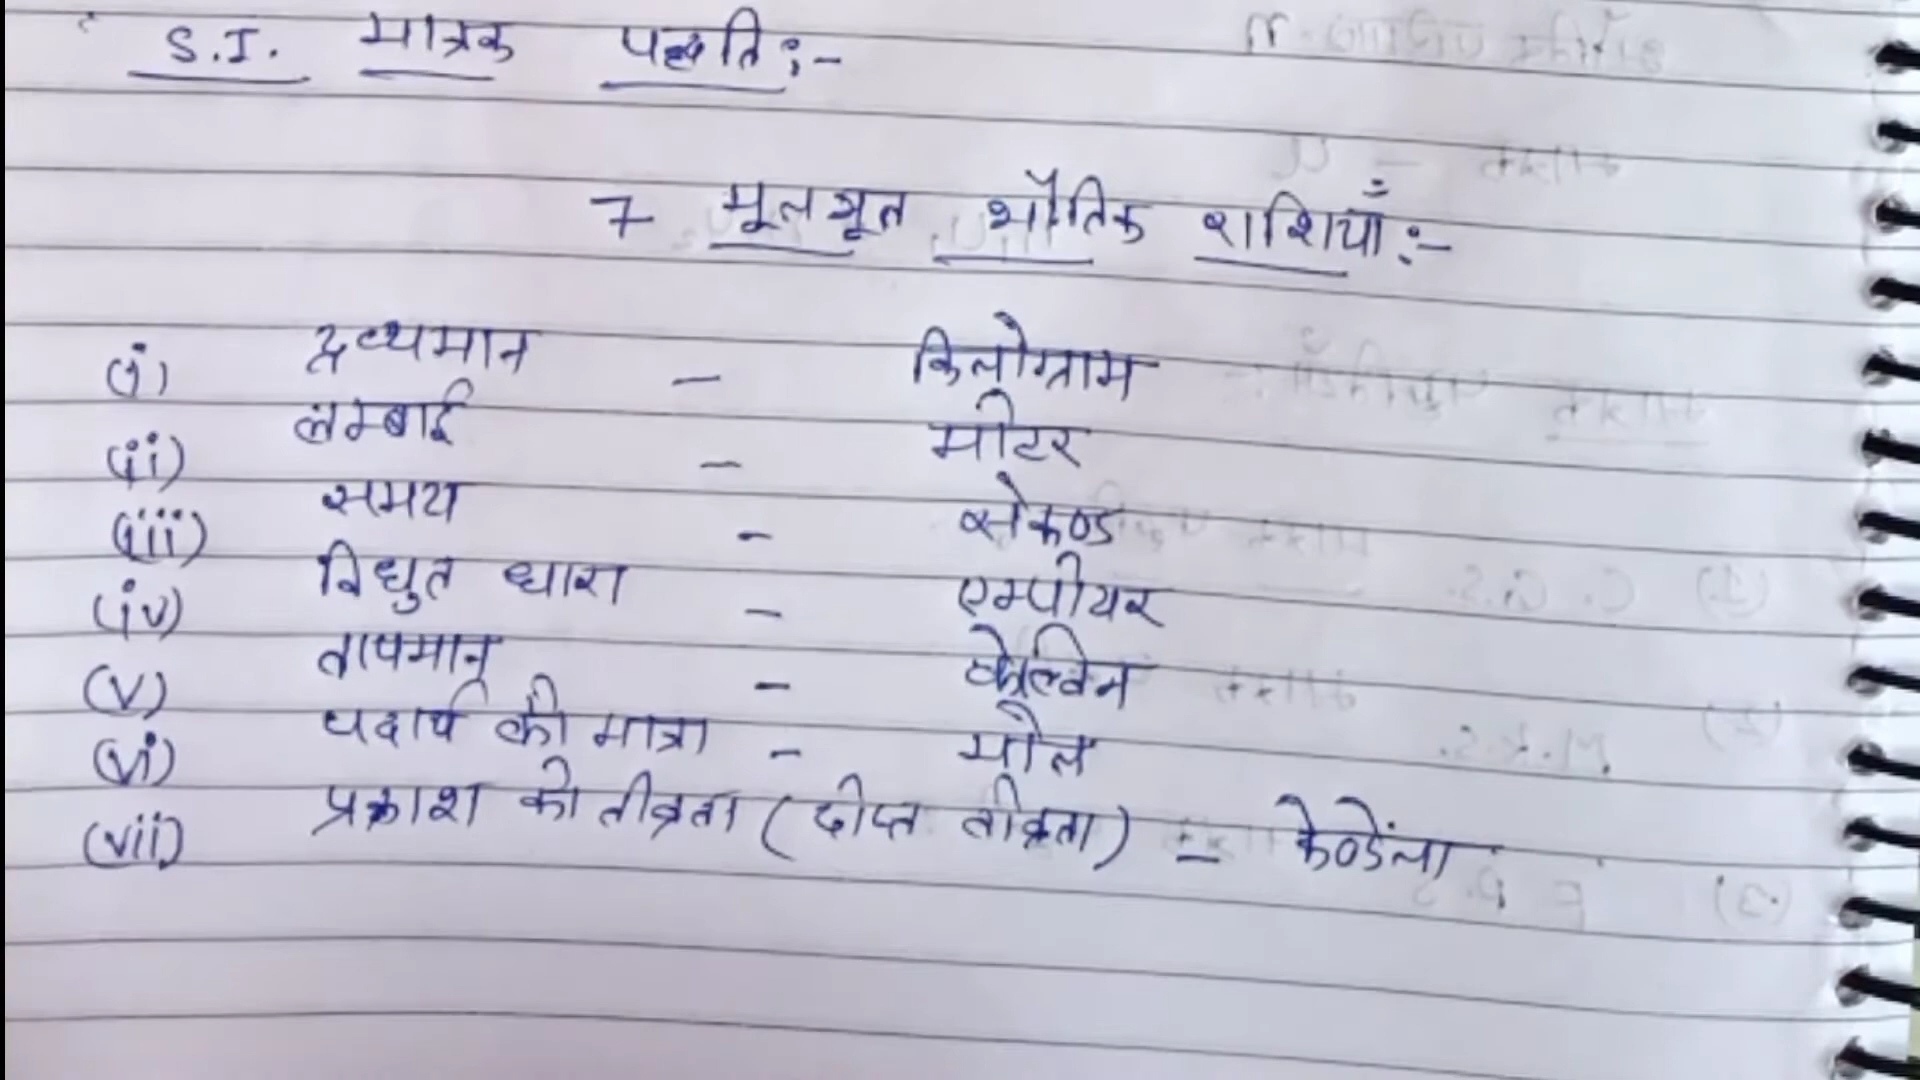 S.I. मात्रक पद्धति :-
7 मूलभूत भौतिक राशियाँ :-
(i) द्रव्यमान - किलोग्राम
(ii) लम्बाई - मीटर
(iii) समय - सेकण्ड
(iv) विधुत धारा - एम्पीयर
(v) तापमान - केल्विन
(vi) पदार्थ की मात्रा - मोल
(vii) प्रकाश की तीव्रता (दीप्त तीव्रता) - केण्डेंला